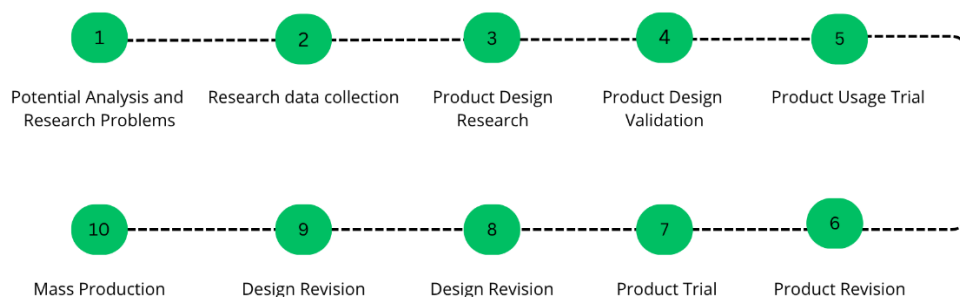 1
2
3
4
5
Potential Analysis and
Research Problems
Research data collection
Product Design
Research
Product Design
Validation
Product Usage Trial
10
9
8
7
6
Mass Production
Design Revision
Design Revision
Product Trial
Product Revision